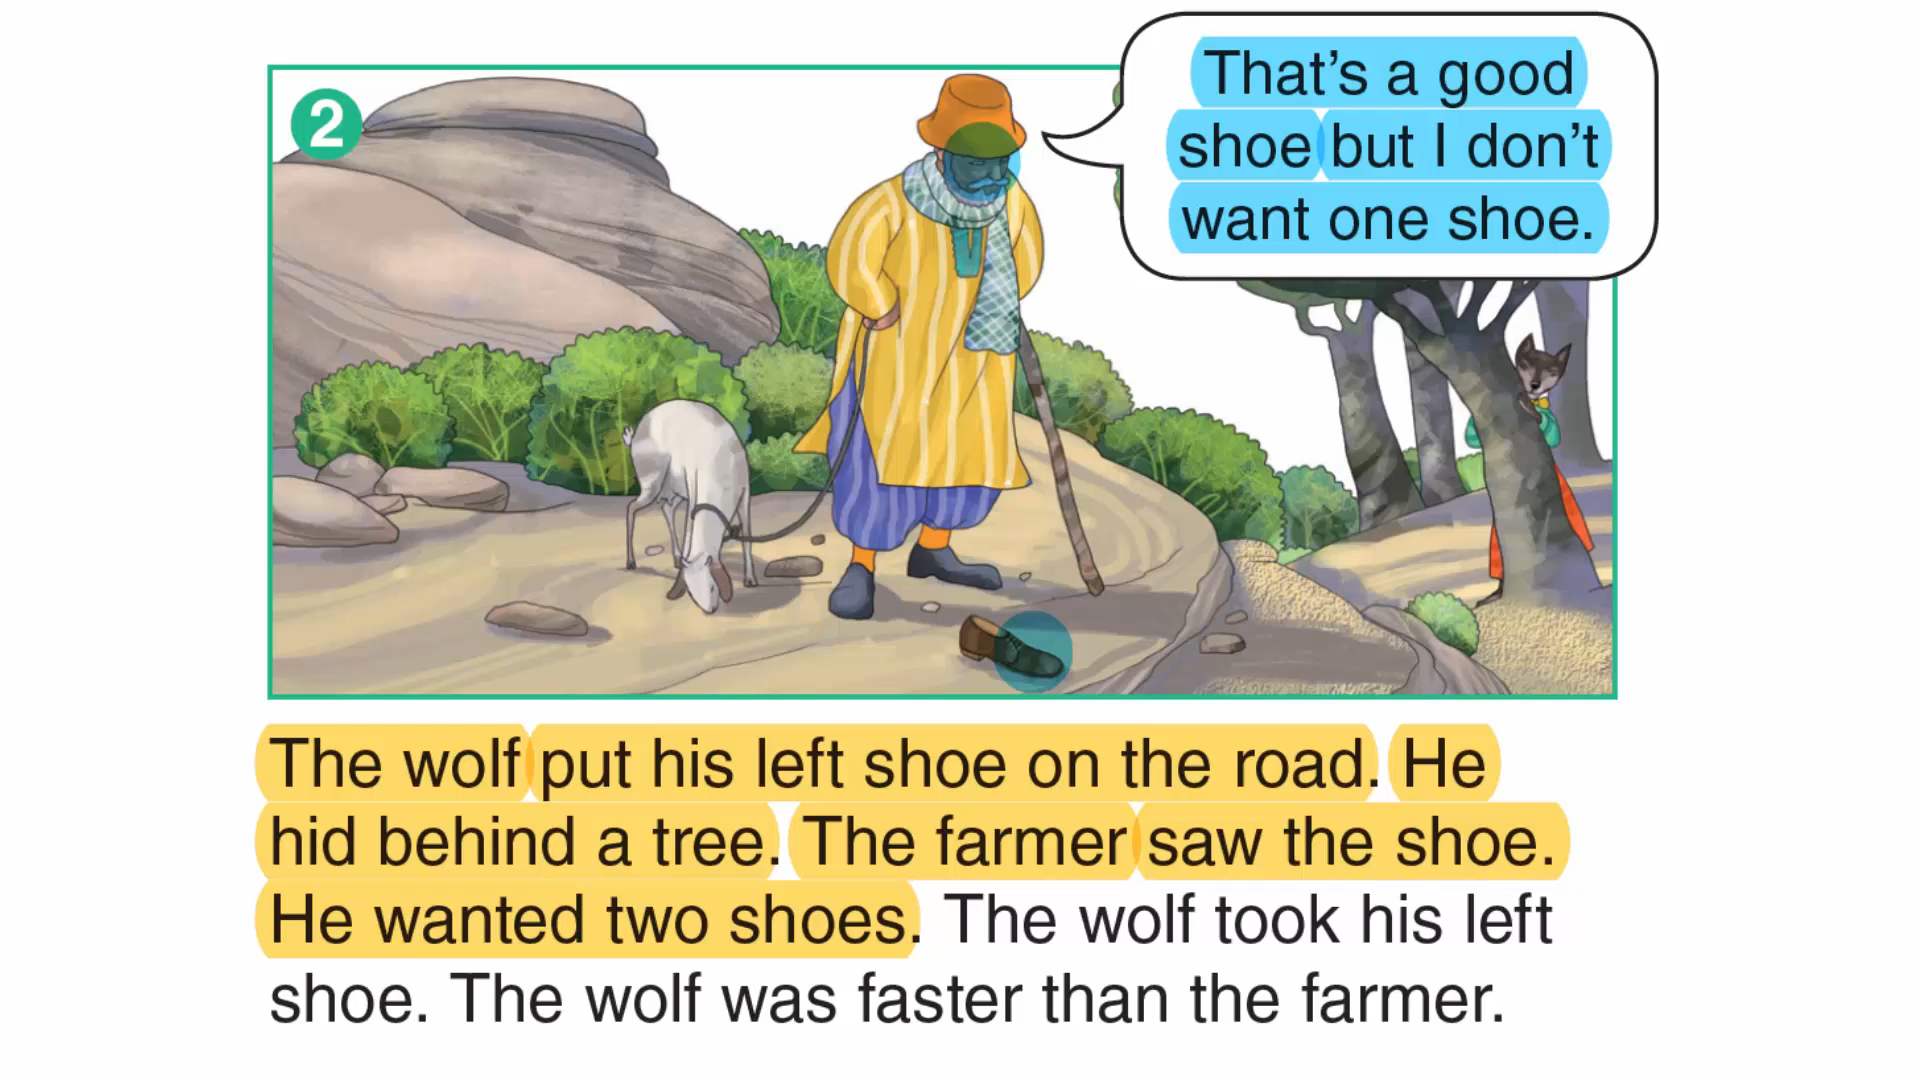 2
That's a good
shoe but I don't
want one shoe.
The wolf put his left shoe on the road. He
hid behind a tree. The farmer saw the shoe.
He wanted two shoes. The wolf took his left
shoe. The wolf was faster than the farmer.